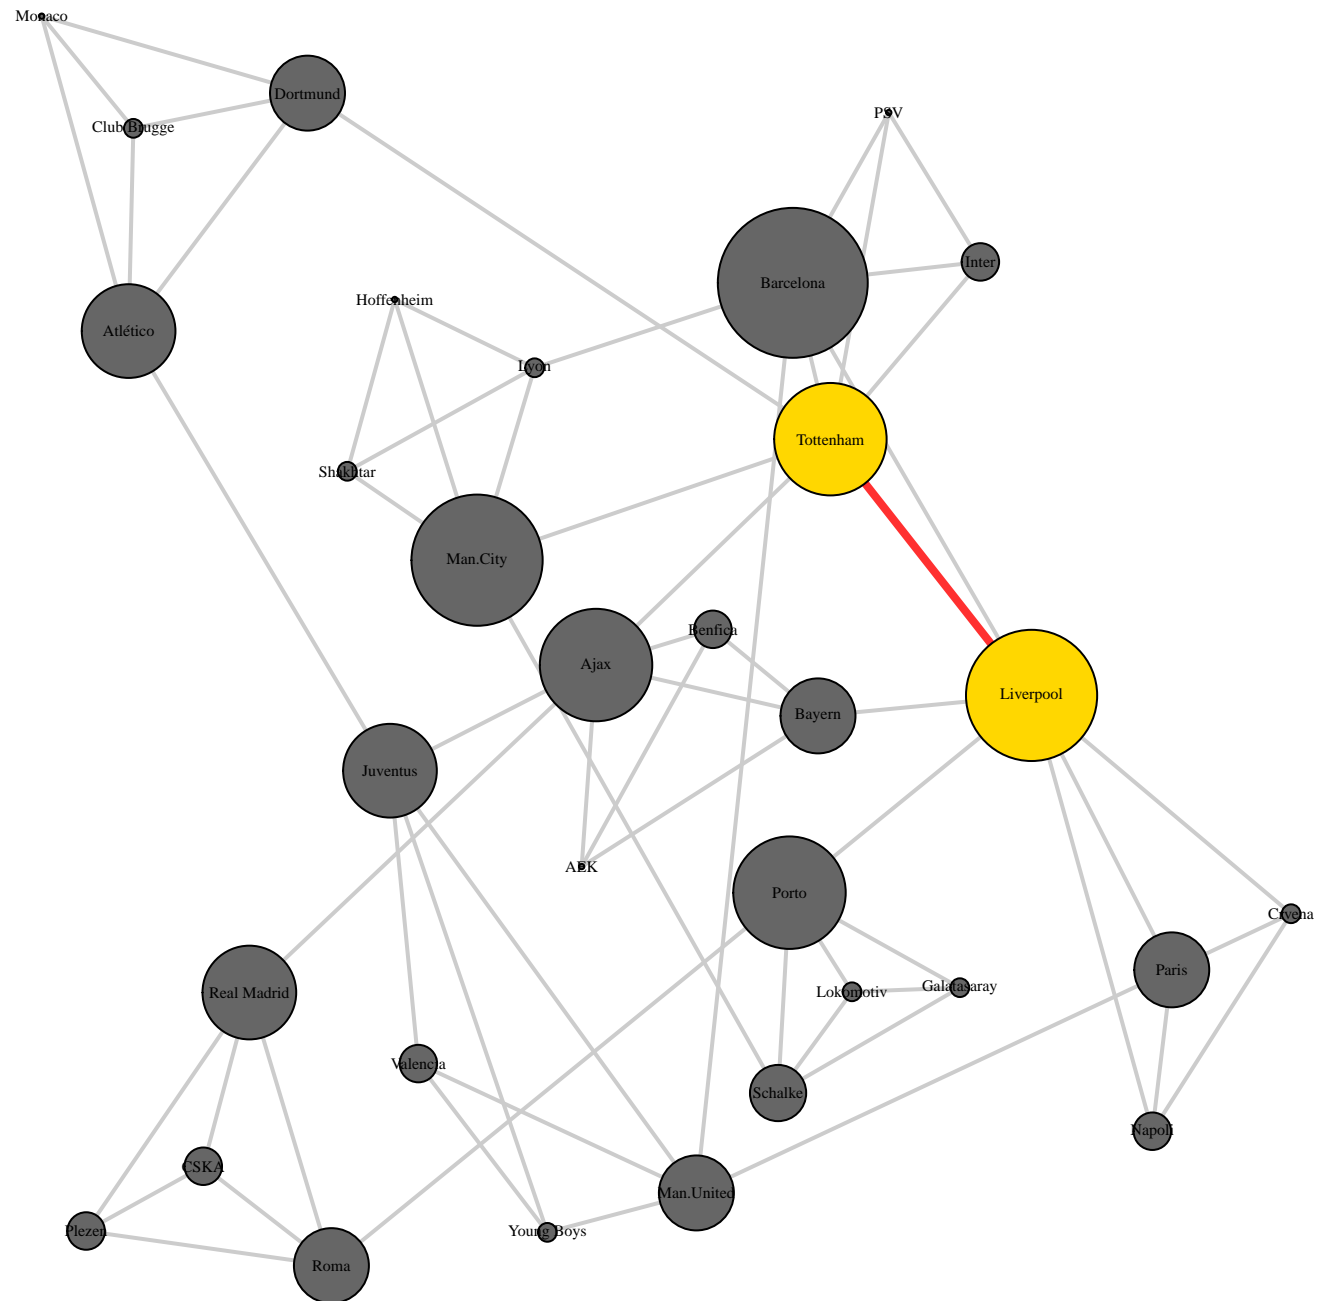 Monaco
Dortmund
PSV
Club Brugge
Inter
Barcelona
Hoffenheim
Atlético
Lyon
Tottenham
Shakhtar
Man.City
Benfica
Ajax
Liverpool
Bayern
Juventus
AEK
Porto
Crvena
Paris
Galatasaray
Lokomotiv
Real Madrid
Valencia
Schalke
Napoli
CSKA
Man.United
Plezen
Young Boys
Roma